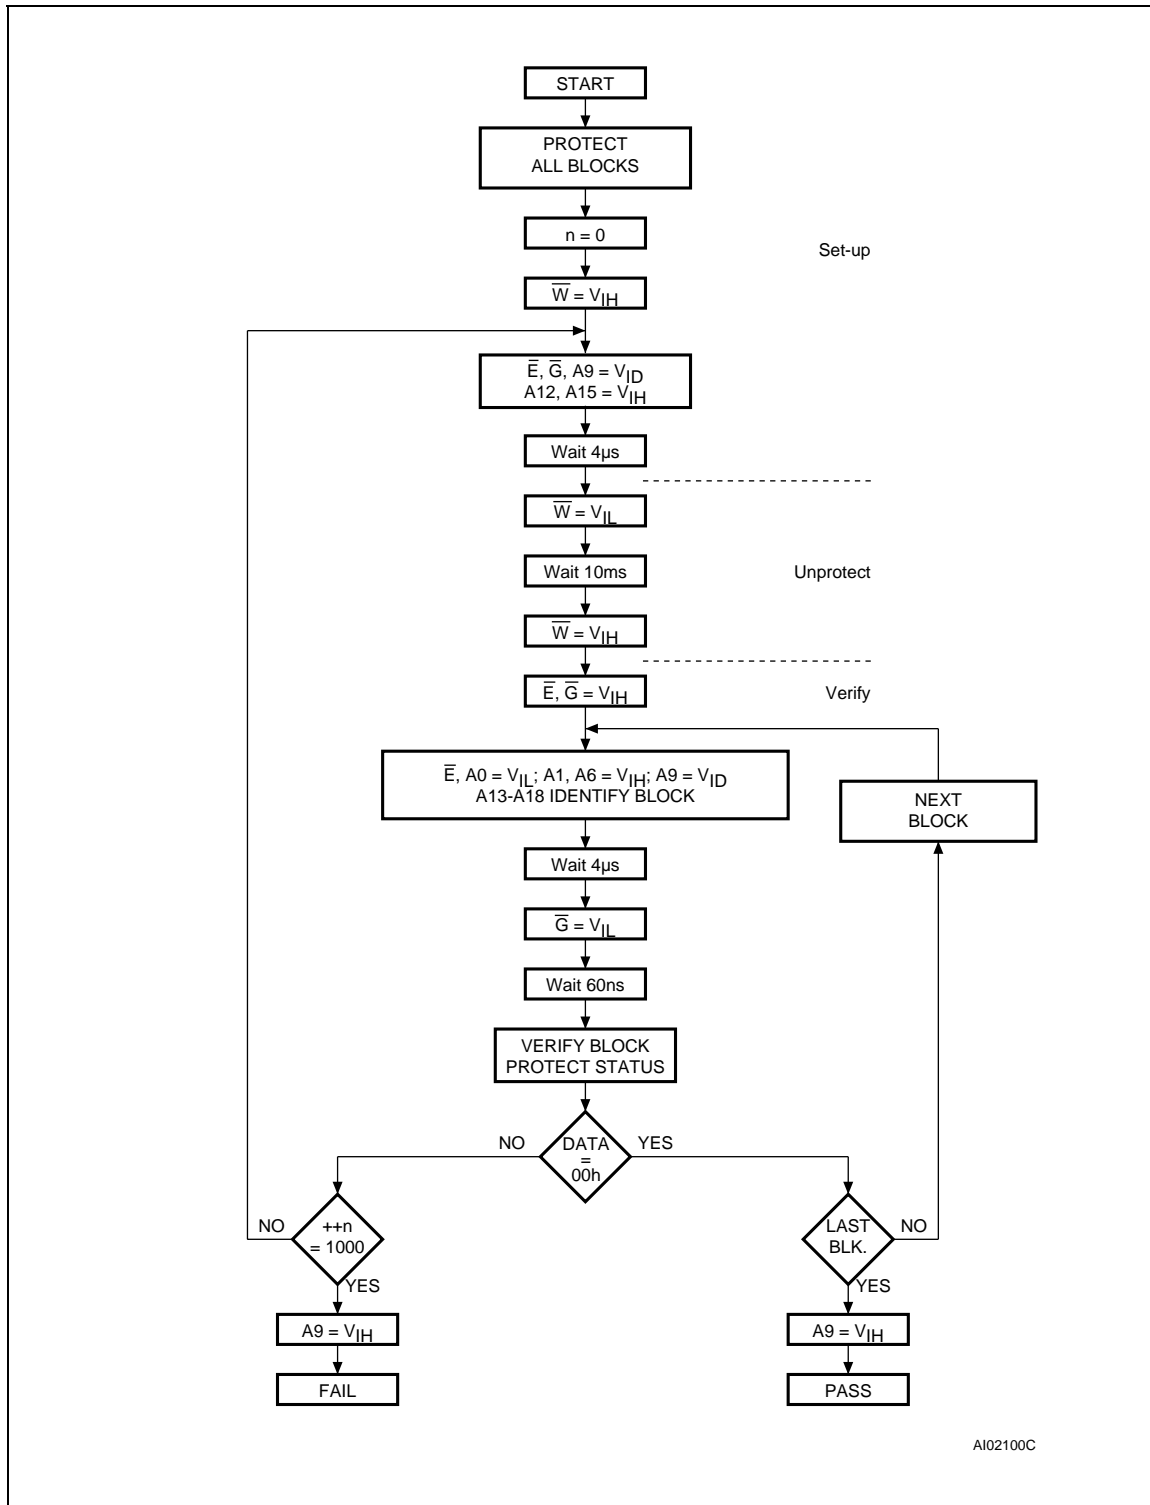 START
PROTECT
ALL BLOCKS
n = 0
Set-up
W̅ = VIH
E̅, G̅, A9 = VID
A12, A15 = VIH
Wait 4µs
W̅ = VIL
Wait 10ms
Unprotect
W̅ = VIH
E̅, G̅ = VIH
Verify
E̅, A0 = VIL; A1, A6 = VIH; A9 = VID
A13-A18 IDENTIFY BLOCK
NEXT
BLOCK
Wait 4µs
G̅ = VIL
Wait 60ns
VERIFY BLOCK
PROTECT STATUS
NO
DATA
=
00h
YES
NO
++n
= 1000
YES
LAST
BLK.
NO
YES
A9 = VIH
A9 = VIH
FAIL
PASS
AI02100C